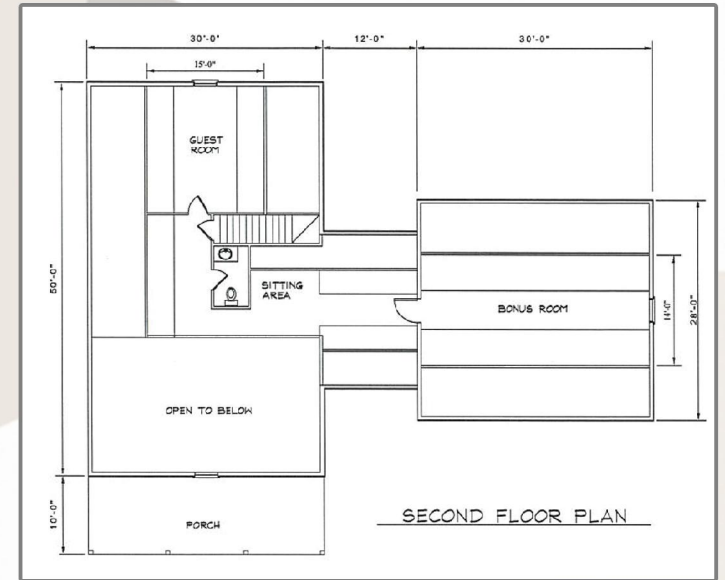 30'-0"
12'-0"
30'-0"
15'-0"
GUEST
ROOM
50'-0"
SITTING
AREA
BONUS ROOM
14'-0"
28'-0"
OPEN TO BELOW
10'-0"
PORCH
SECOND FLOOR PLAN